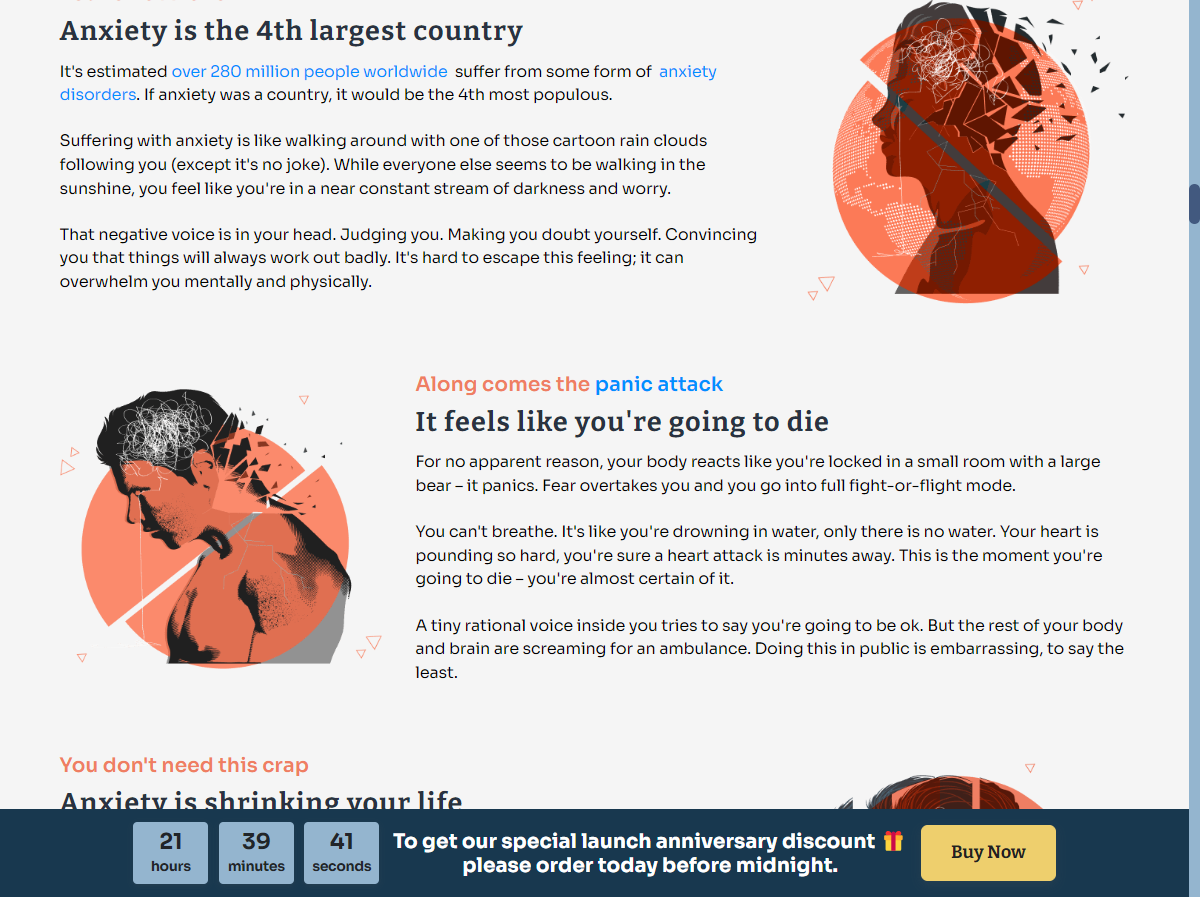 Anxiety is the 4th largest country
It's estimated over 280 million people worldwide suffer from some form of anxiety
disorders. If anxiety was a country, it would be the 4th most populous.
Suffering with anxiety is like walking around with one of those cartoon rain clouds
following you (except it's no joke). While everyone else seems to be walking in the
sunshine, you feel like you're in a near constant stream of darkness and worry.
That negative voice is in your head. Judging you. Making you doubt yourself. Convincing
you that things will always work out badly. It's hard to escape this feeling; it can
overwhelm you mentally and physically.
Along comes the panic attack
It feels like you're going to die
For no apparent reason, your body reacts like you're locked in a small room with a large
bear – it panics. Fear overtakes you and you go into full fight-or-flight mode.
You can't breathe. It's like you're drowning in water, only there is no water. Your heart is
pounding so hard, you're sure a heart attack is minutes away. This is the moment you're
going to die – you're almost certain of it.
A tiny rational voice inside you tries to say you're going to be ok. But the rest of your body
and brain are screaming for an ambulance. Doing this in public is embarrassing, to say the
least.
You don't need this crap
Anxiety is shrinking your life
21 hours
39 minutes
41 seconds
To get our special launch anniversary discount 🎁
please order today before midnight.
Buy Now